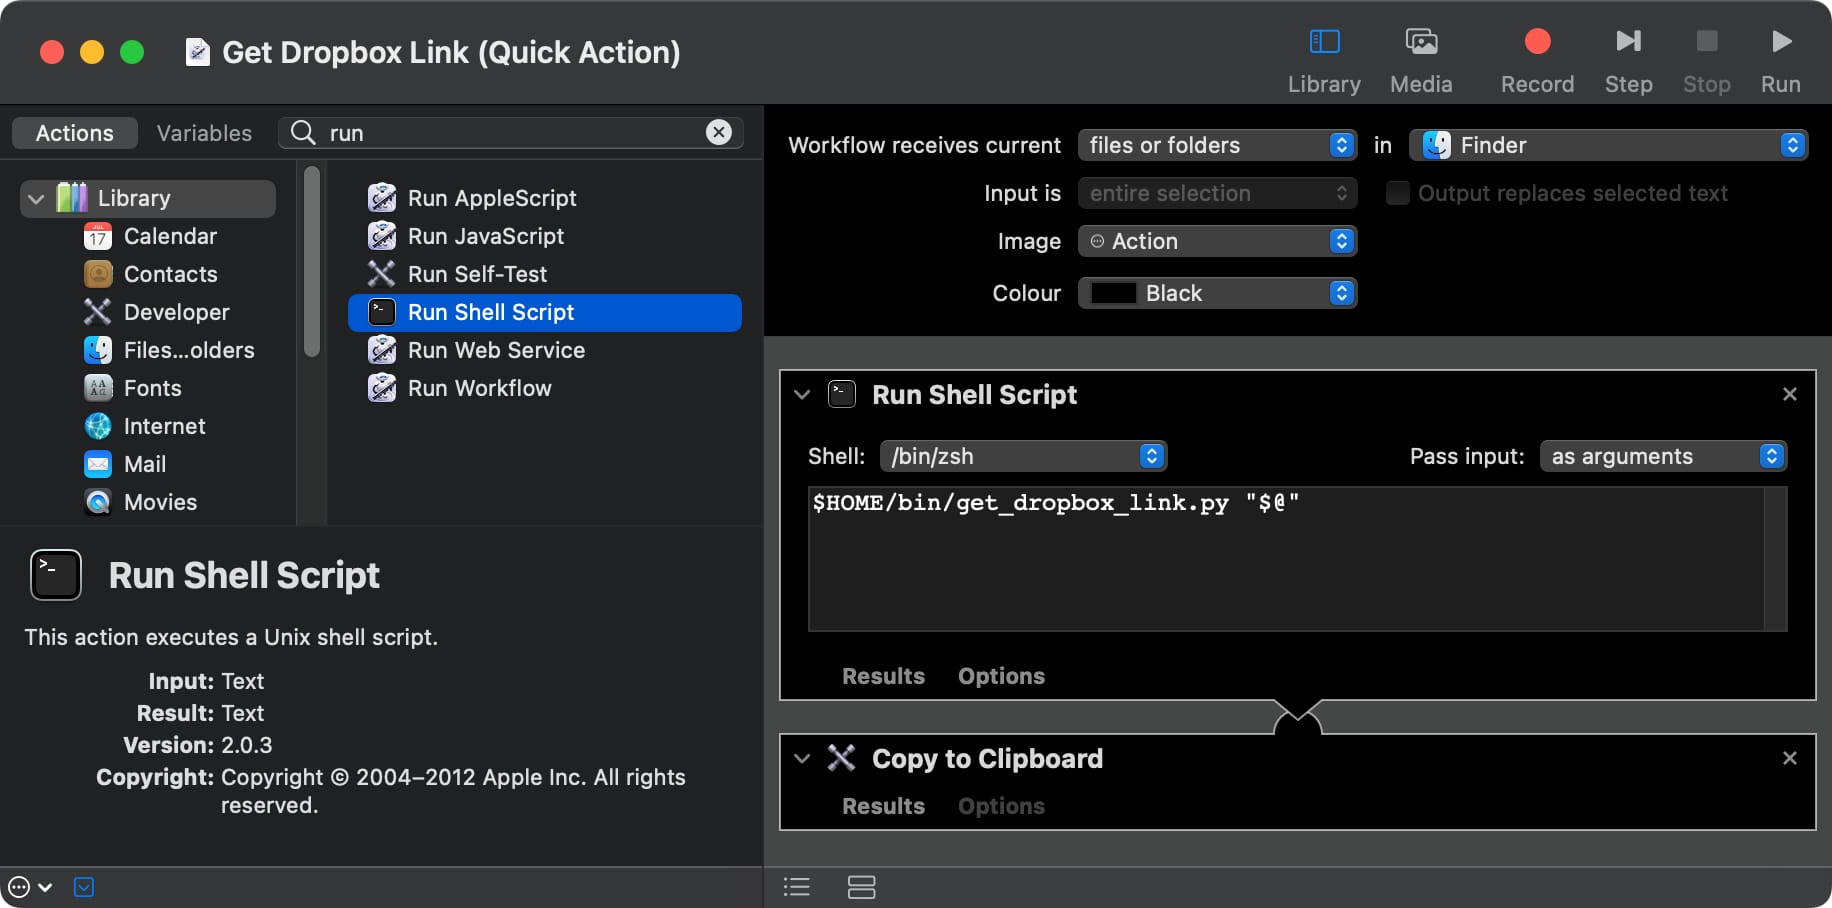 Get Dropbox Link (Quick Action)
Library
Media
Record
Step
Stop
Run
Actions
Variables
run
Library
JUL
17
Calendar
Contacts
Developer
Files...olders
Fonts
Internet
Mail
Movies
Run AppleScript
Run JavaScript
Run Self-Test
Run Shell Script
Run Web Service
Run Workflow
Run Shell Script
This action executes a Unix shell script.
Input: Text
Result: Text
Version: 2.0.3
Copyright: Copyright © 2004–2012 Apple Inc. All rights
reserved.
Workflow receives current files or folders in Finder
Input is entire selection Output replaces selected text
Image Action
Colour Black
Run Shell Script
Shell: /bin/zsh Pass input: as arguments
$HOME/bin/get_dropbox_link.py "$@"
Results Options
Copy to Clipboard
Results Options